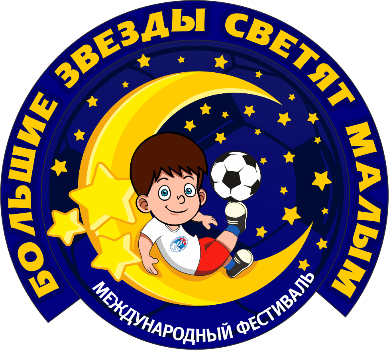 БОЛЬШИЕ ЗВЕЗДЫ СВЕТЯТ МАЛЫМ
МЕЖДУНАРОДНЫЙ ФЕСТИВАЛЬ